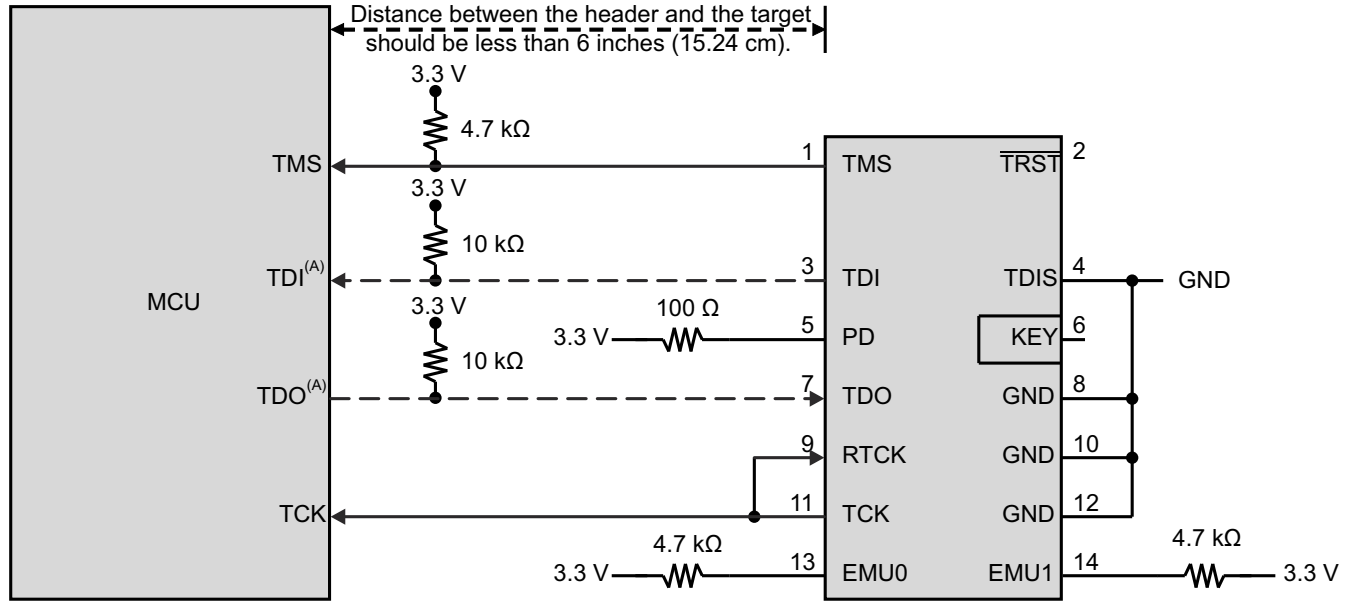 Distance between the header and the target
should be less than 6 inches (15.24 cm).
3.3 V
4.7 kΩ
TMS
1
TMS
TRST
2
3.3 V
10 kΩ
TDI(A)
3
TDI
TDIS
4
GND
MCU
3.3 V
100 Ω
3.3 V
5
PD
KEY
6
10 kΩ
TDO(A)
7
TDO
GND
8
9
RTCK
GND
10
TCK
11
TCK
GND
12
3.3 V
4.7 kΩ
13
EMU0
EMU1
14
4.7 kΩ
3.3 V